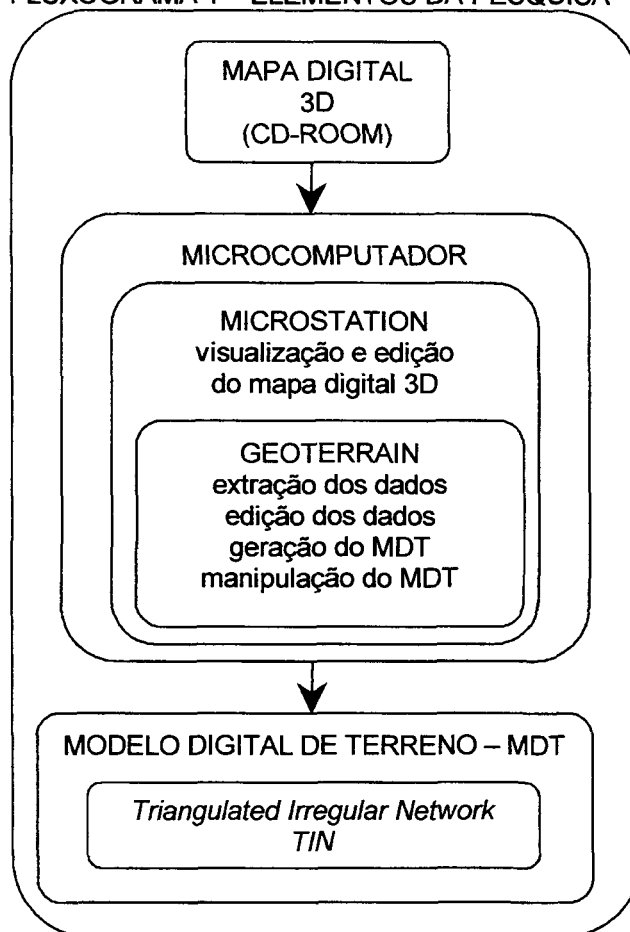 MAPA DIGITAL
3D
(CD-ROOM)
MICROCOMPUTADOR
MICROSTATION
visualização e edição
do mapa digital 3D
GEOTERRAIN
extração dos dados
edição dos dados
geração do MDT
manipulação do MDT
MODELO DIGITAL DE TERRENO – MDT
Triangulated Irregular Network
TIN